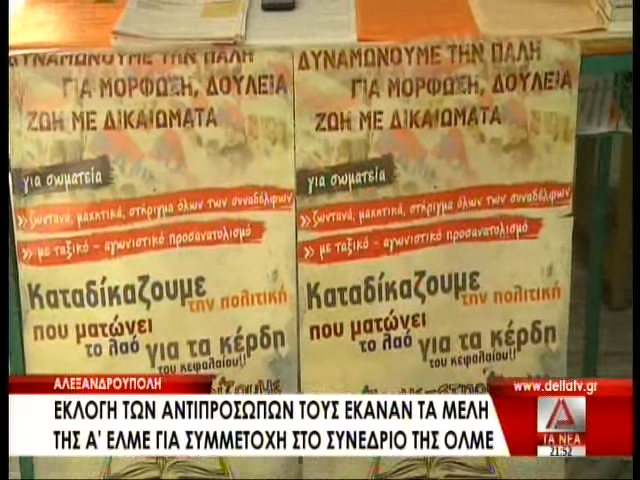 ΔΥΝΑΜΩΝΟΥΜΕ ΤΗΝ ΠΑΛΗ
ΓΙΑ ΜΟΡΦΩΣΗ, ΔΟΥΛΕΙΑ
ΖΩΗ ΜΕ ΔΙΚΑΙΩΜΑΤΑ
για σωματεία
» ζωντανά, μαχητικά, στήριγμα όλων των συναδέλφων
» με ταξικό - αγωνιστικό προσανατολισμό
Καταδικάζουμε
την πολιτική
που ματώνει
το λαό για τα κέρδη
του κεφαλαίου!!
ΔΥΝΑΜΩΝΟΥΜΕ ΤΗΝ ΠΑΛΗ
ΓΙΑ ΜΟΡΦΩΣΗ, ΔΟΥΛΕΙΑ
ΖΩΗ ΜΕ ΔΙΚΑΙΩΜΑΤΑ
για σωματεία
» ζωντανά, μαχητικά, στήριγμα όλων των συναδέλφων
» με ταξικό - αγωνιστικό προσανατολισμό
Καταδικάζουμε
την πολιτική
που ματώνει
το λαό για τα κέρδη
του κεφαλαίου!!
ΑΛΕΞΑΝΔΡΟΥΠΟΛΗ
www.deltatv.gr
ΕΚΛΟΓΗ ΤΩΝ ΑΝΤΙΠΡΟΣΩΠΩΝ ΤΟΥΣ ΕΚΑΝΑΝ ΤΑ ΜΕΛΗ
ΤΗΣ Α' ΕΛΜΕ ΓΙΑ ΣΥΜΜΕΤΟΧΗ ΣΤΟ ΣΥΝΕΔΡΙΟ ΤΗΣ ΟΛΜΕ
ΤΑ ΝΕΑ
21:52